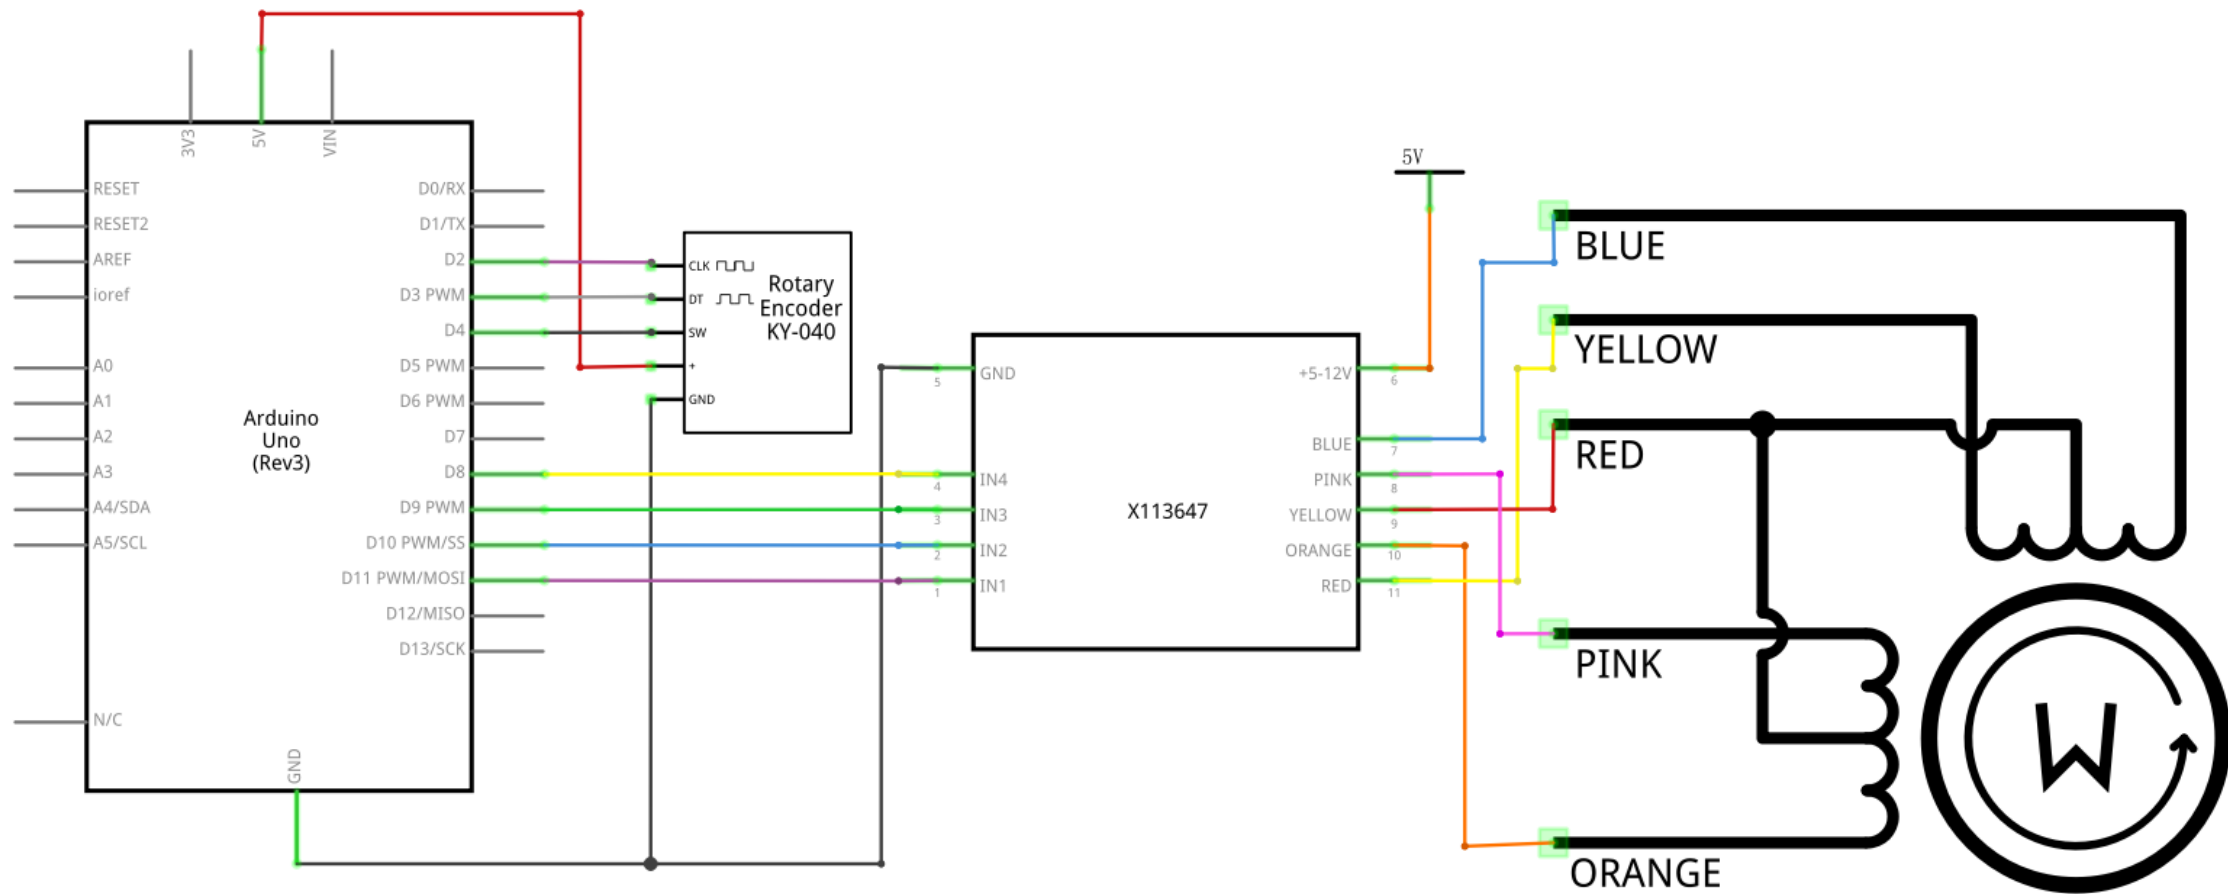 3V3
5V
VIN
RESET
RESET2
AREF
ioref
A0
A1
A2
A3
A4/SDA
A5/SCL
N/C
Arduino
Uno
(Rev3)
D0/RX
D1/TX
D2
D3 PWM
D4
D5 PWM
D6 PWM
D7
D8
D9 PWM
D10 PWM/SS
D11 PWM/MOSI
D12/MISO
D13/SCK
GND
CLK
DT
SW
+
GND
Rotary
Encoder
KY-040
5
4
3
2
1
GND
IN4
IN3
IN2
IN1
X113647
+5-12V
BLUE
PINK
YELLOW
ORANGE
RED
6
7
8
9
10
11
5V
BLUE
YELLOW
RED
PINK
ORANGE
M